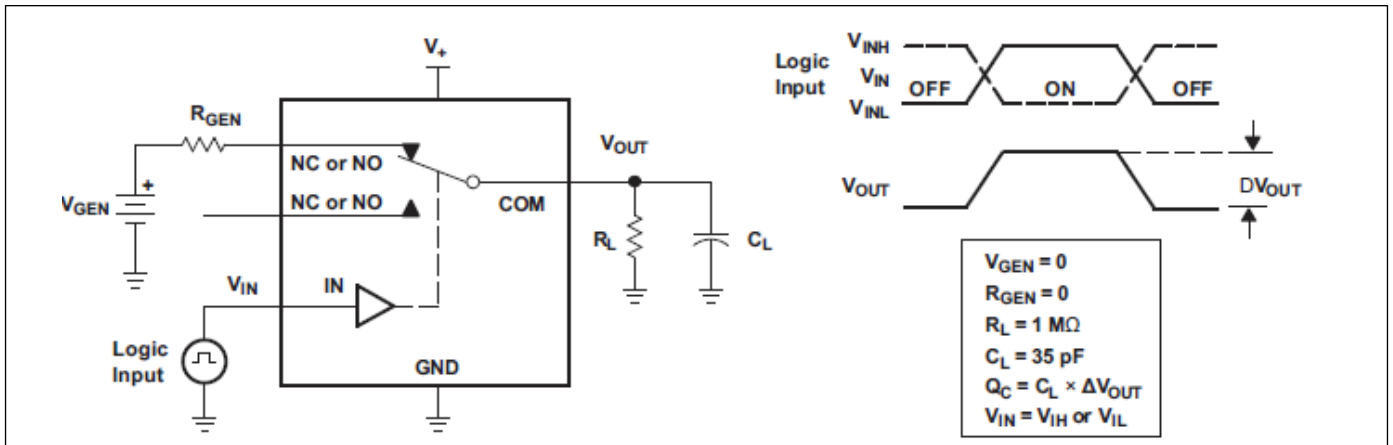 V+
RGEN
NC or NO
VOUT
NC or NO
COM
VGEN
+
RL
CL
VIN
IN
Logic
Input
GND
Logic
Input
VINH
VIN
VINL
OFF
ON
OFF
VOUT
DVOUT
VGEN = 0
RGEN = 0
RL = 1 MΩ
CL = 35 pF
QC = CL × ΔVOUT
VIN = VIH or VIL